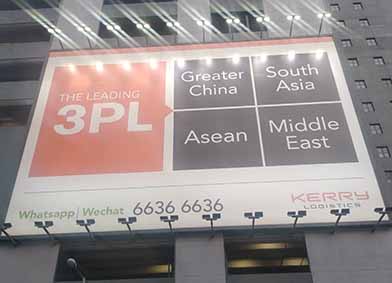 THE LEADING
3PL
Greater
China
South
Asia
Asean
Middle
East
Whatsapp | Wechat 6636 6636
KERRY
LOGISTICS